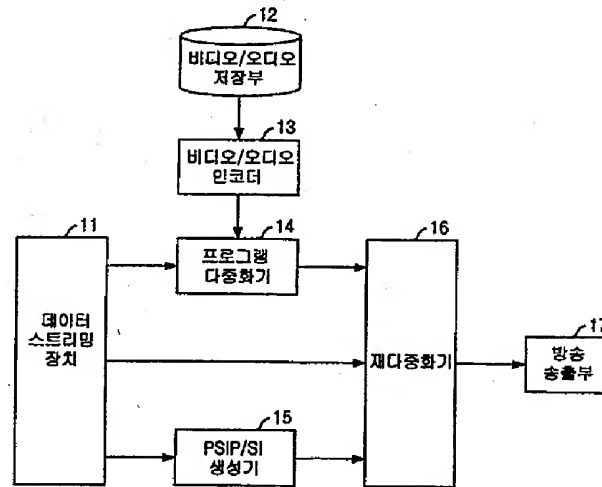 12
비디오/오디오
저장부
13
비디오/오디오
인코더
11
데이터
스트리밍
장치
14
프로그램
다중화기
15
PSIP/SI
생성기
16
재다중화기
17
방송
송출부